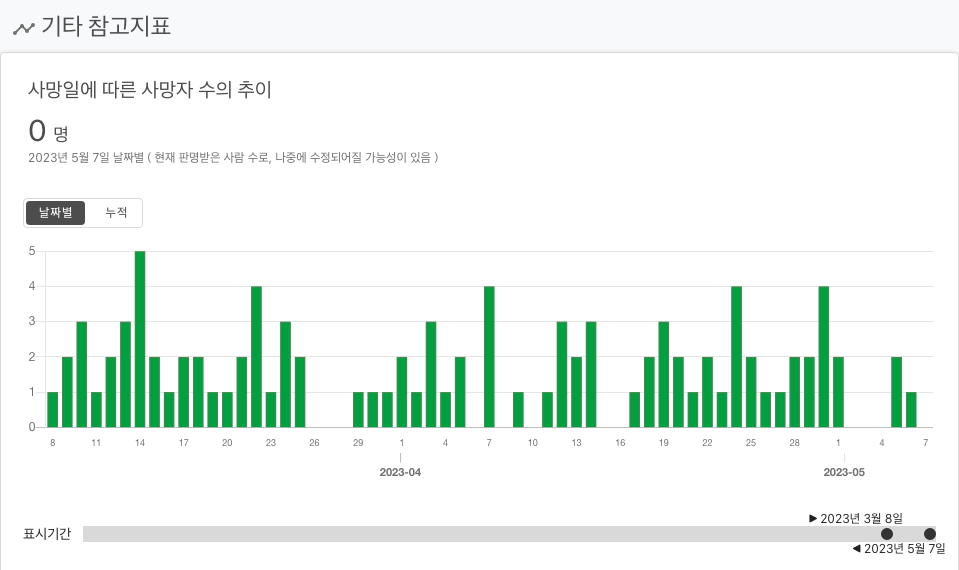 기타 참고지표
사망일에 따른 사망자 수의 추이
0 명
2023년 5월 7일 날짜별 ( 현재 판명받은 사람 수로, 나중에 수정되어질 가능성이 있음 )
날짜별 누적
5
4
3
2
1
0
8 11 14 17 20 23 26 29 1 4 7 10 13 16 19 22 25 28 1 4 7
2023-04 2023-05
▶ 2023년 3월 8일
표시기간
◀ 2023년 5월 7일